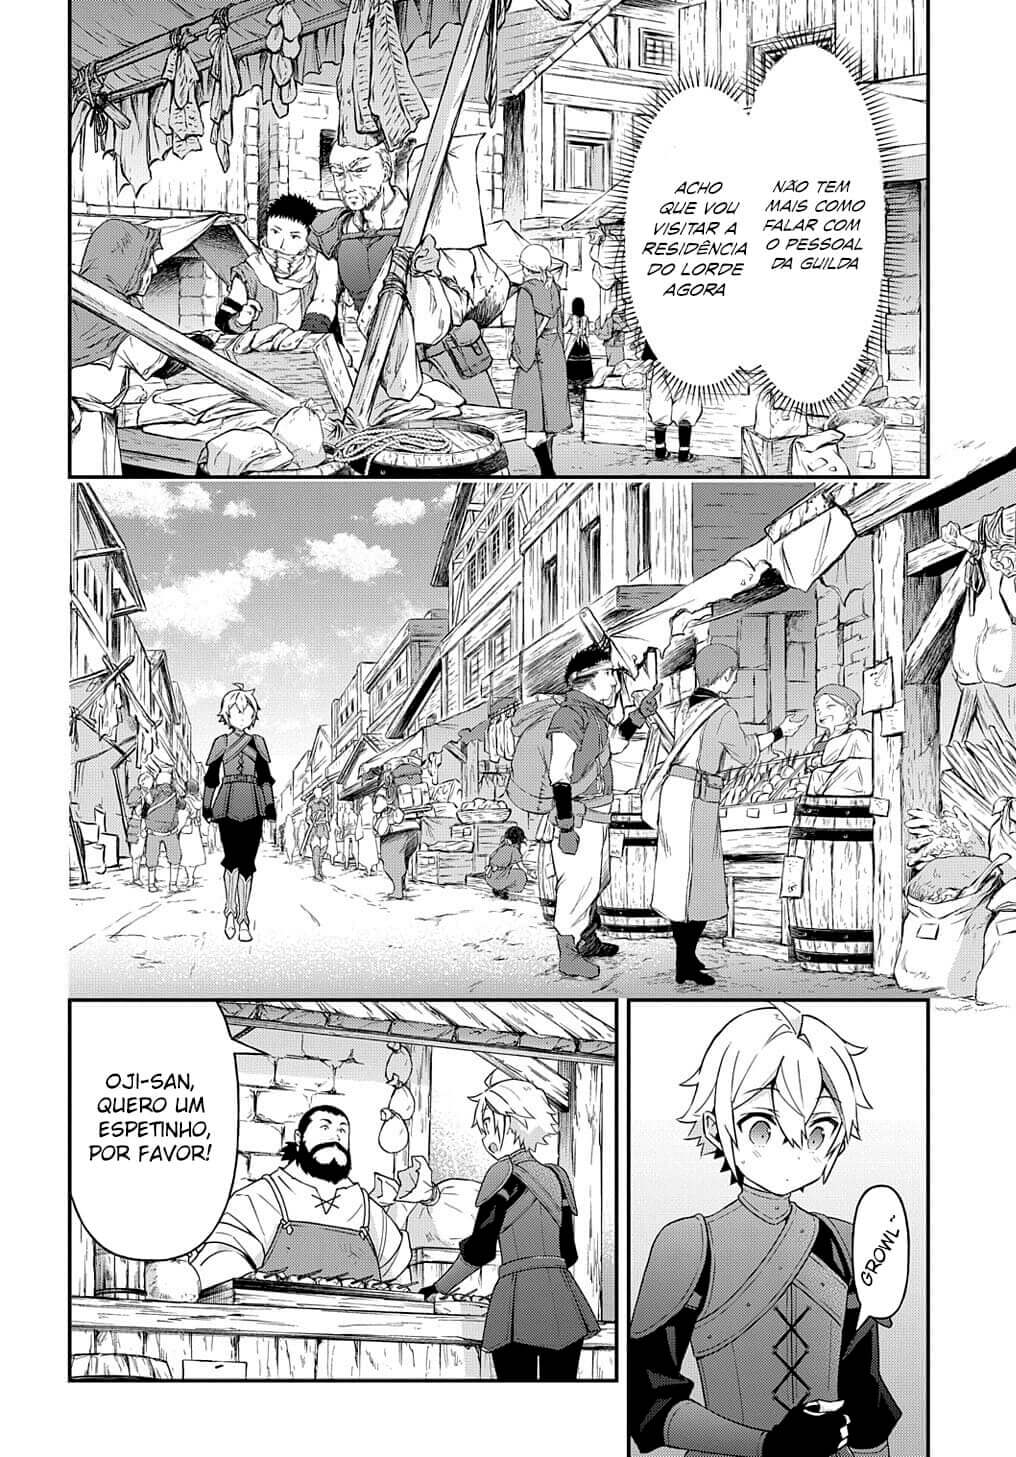 NÃO TEM
MAIS COMO
FALAR COM
O PESSOAL
DA GUILDA
ACHO
QUE VOU
VISITAR A
RESIDÊNCIA
DO LORDE
AGORA
GROWL~
OJI-SAN,
QUERO UM
ESPETINHO,
POR FAVOR!